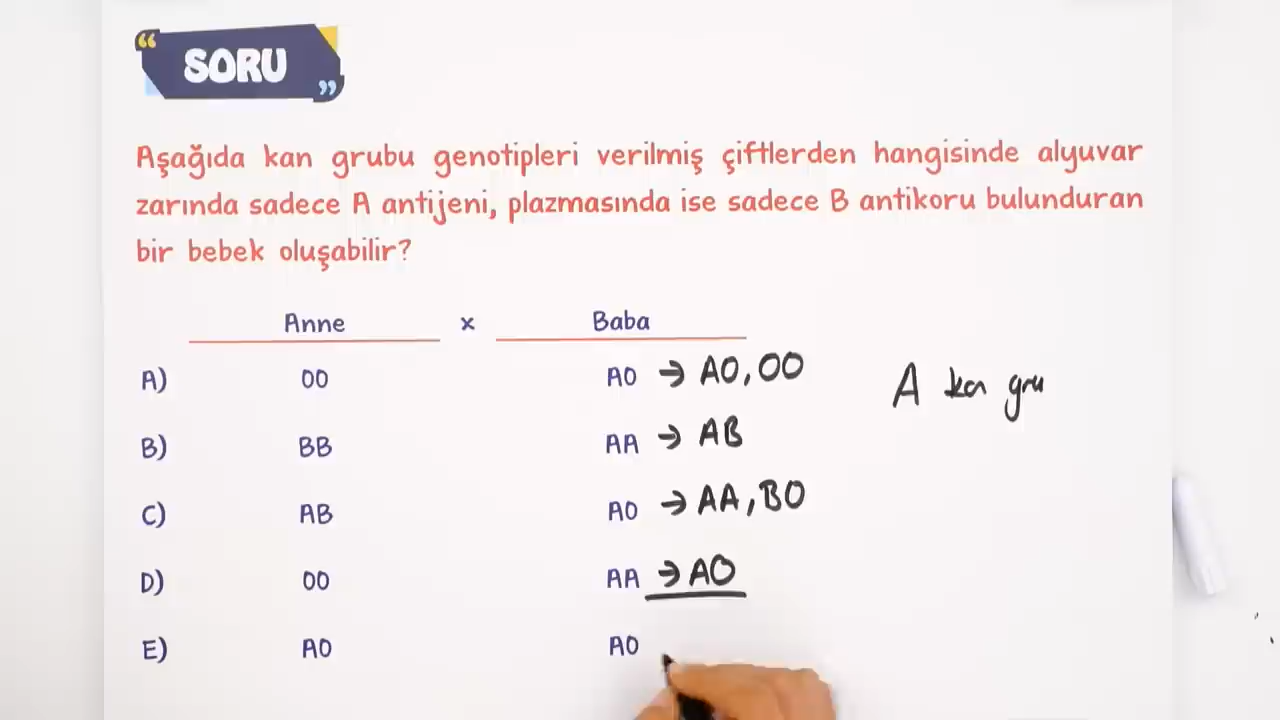 “ SORU ”
Aşağıda kan grubu genotipleri verilmiş çiftlerden hangisinde alyuvar
zarında sadece A antijeni, plazmasında ise sadece B antikoru bulunduran
bir bebek oluşabilir?
Anne x Baba
A) OO AO → AO, OO
A kan gru
B) BB AA → AB
C) AB AO → AA, BO
D) OO AA → AO
E) AO AO